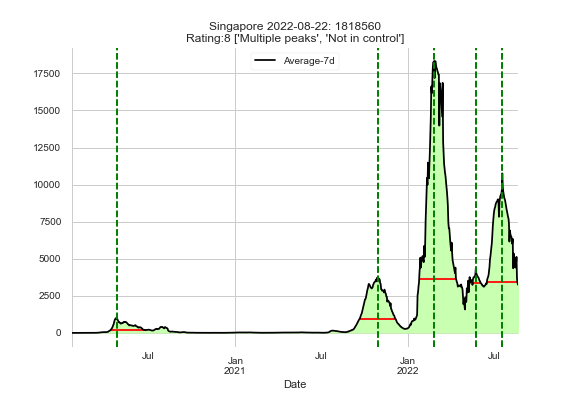 Singapore 2022-08-22: 1818560
Rating:8 ['Multiple peaks', 'Not in control']
Average-7d
17500
15000
12500
10000
7500
5000
2500
0
Jul
Jan
2021
Jul
Jan
2022
Jul
Date